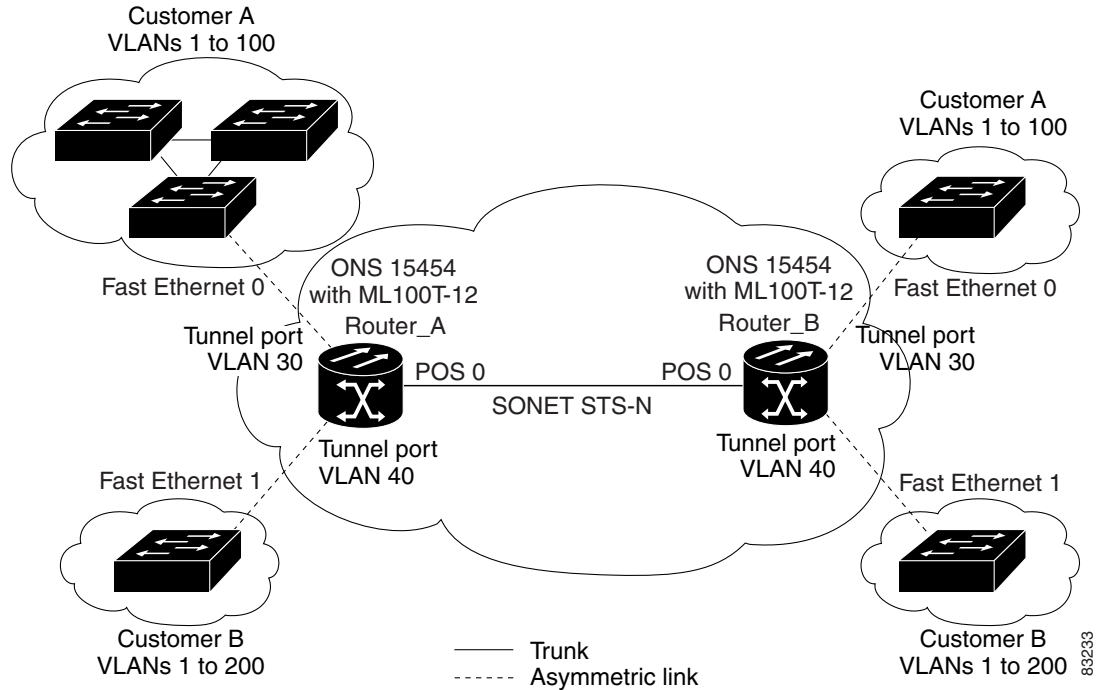 Customer A
VLANs 1 to 100
Customer A
VLANs 1 to 100
Fast Ethernet 0
ONS 15454
with ML100T-12
Router_A
Tunnel port
VLAN 30
POS 0
SONET STS-N
POS 0
ONS 15454
with ML100T-12
Router_B
Fast Ethernet 0
Tunnel port
VLAN 30
Tunnel port
VLAN 40
Tunnel port
VLAN 40
Fast Ethernet 1
Fast Ethernet 1
Customer B
VLANs 1 to 200
Customer B
VLANs 1 to 200
Trunk
Asymmetric link
83233